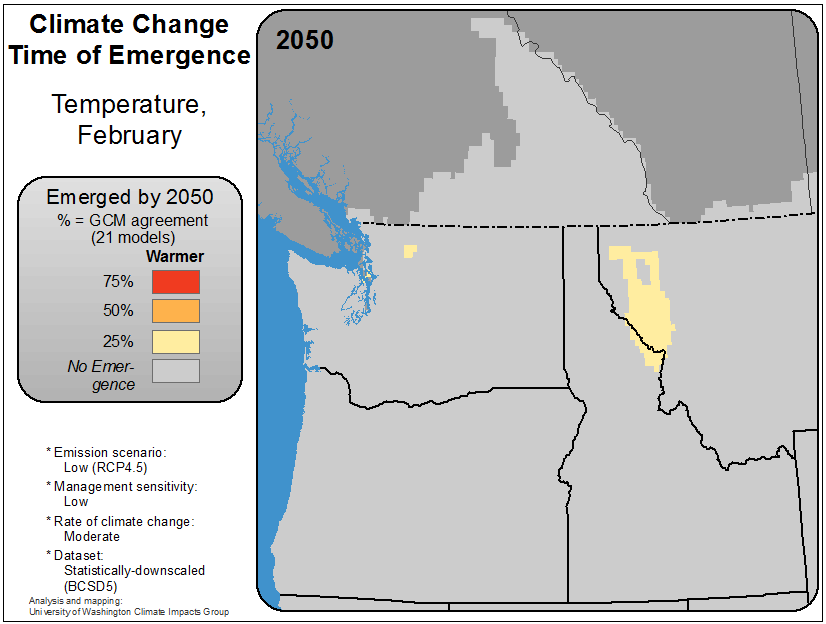 Climate Change
Time of Emergence
Temperature,
February
Emerged by 2050
% = GCM agreement
(21 models)
Warmer
75%
50%
25%
No Emer-
gence
* Emission scenario:
Low (RCP4.5)
* Management sensitivity:
Low
* Rate of climate change:
Moderate
* Dataset:
Statistically-downscaled
(BCSD5)
Analysis and mapping:
University of Washington Climate Impacts Group
2050